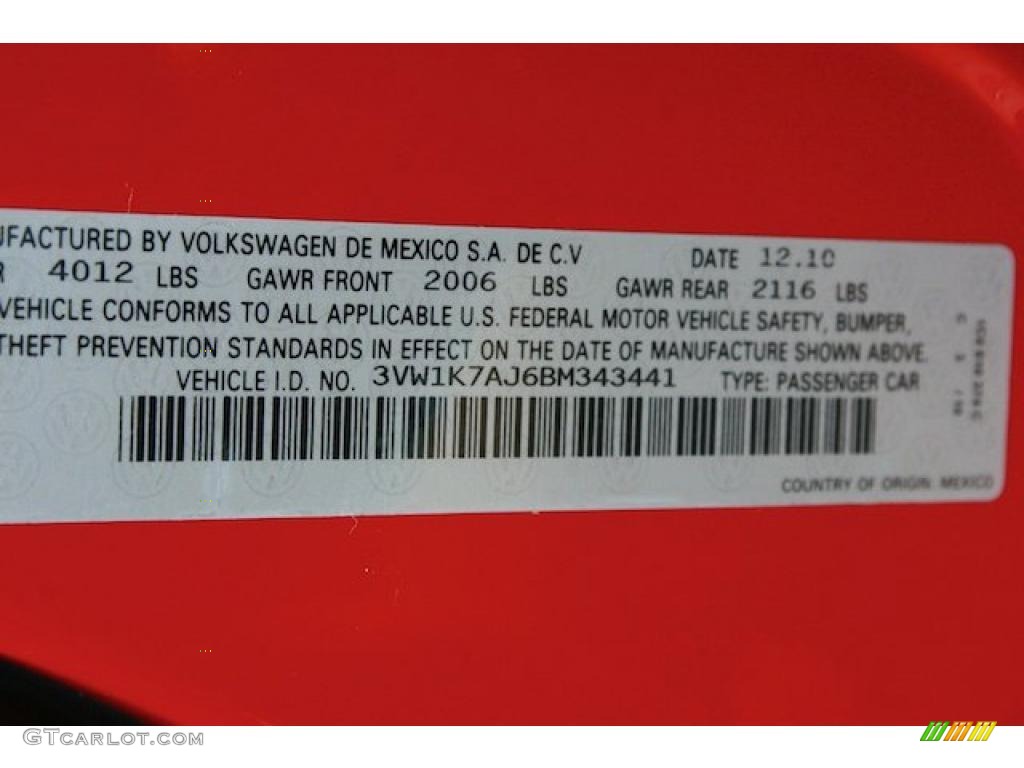 UFACTURED BY VOLKSWAGEN DE MEXICO S.A. DE C.V DATE 12.10
R 4012 LBS GAWR FRONT 2006 LBS GAWR REAR 2116 LBS
VEHICLE CONFORMS TO ALL APPLICABLE U.S. FEDERAL MOTOR VEHICLE SAFETY, BUMPER,
THEFT PREVENTION STANDARDS IN EFFECT ON THE DATE OF MANUFACTURE SHOWN ABOVE.
VEHICLE I.D. NO. 3VW1K7AJ6BM343441 TYPE: PASSENGER CAR
COUNTRY OF ORIGIN: MEXICO
GTCARLOT.COM